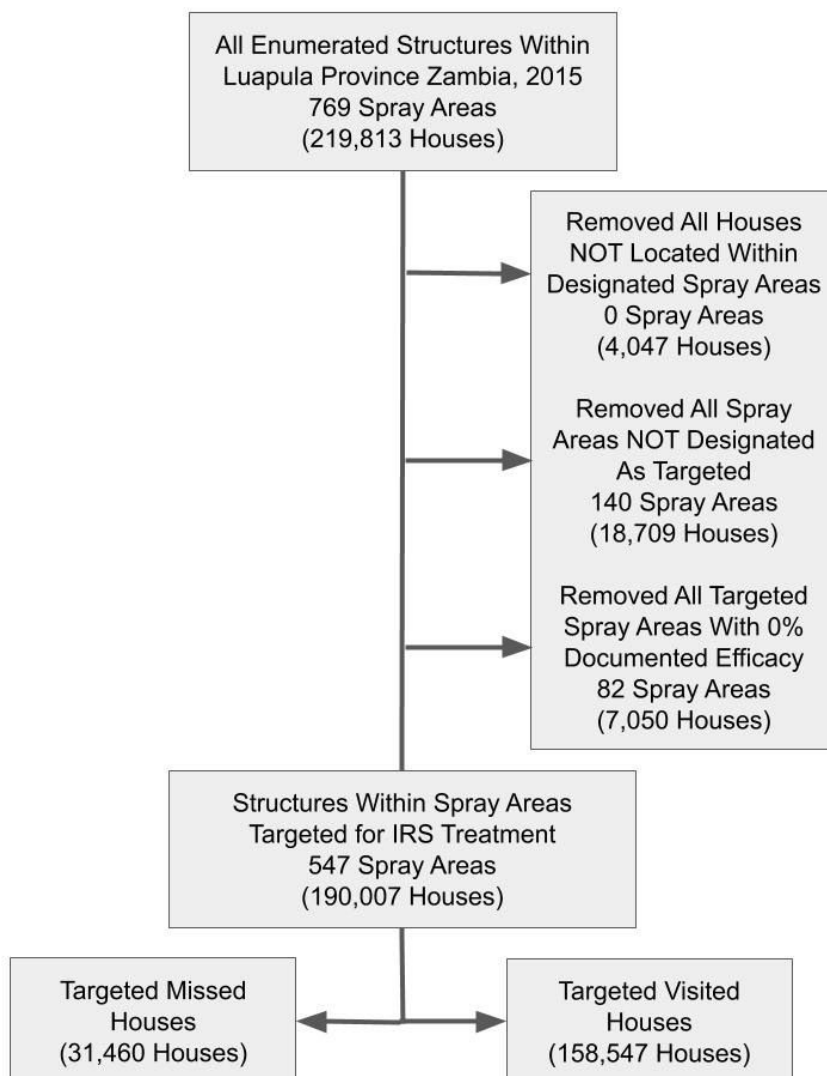 All Enumerated Structures Within
Luapula Province Zambia, 2015
769 Spray Areas
(219,813 Houses)
Removed All Houses
NOT Located Within
Designated Spray Areas
0 Spray Areas
(4,047 Houses)
Removed All Spray
Areas NOT Designated
As Targeted
140 Spray Areas
(18,709 Houses)
Removed All Targeted
Spray Areas With 0%
Documented Efficacy
82 Spray Areas
(7,050 Houses)
Structures Within Spray Areas
Targeted for IRS Treatment
547 Spray Areas
(190,007 Houses)
Targeted Missed
Houses
(31,460 Houses)
Targeted Visited
Houses
(158,547 Houses)